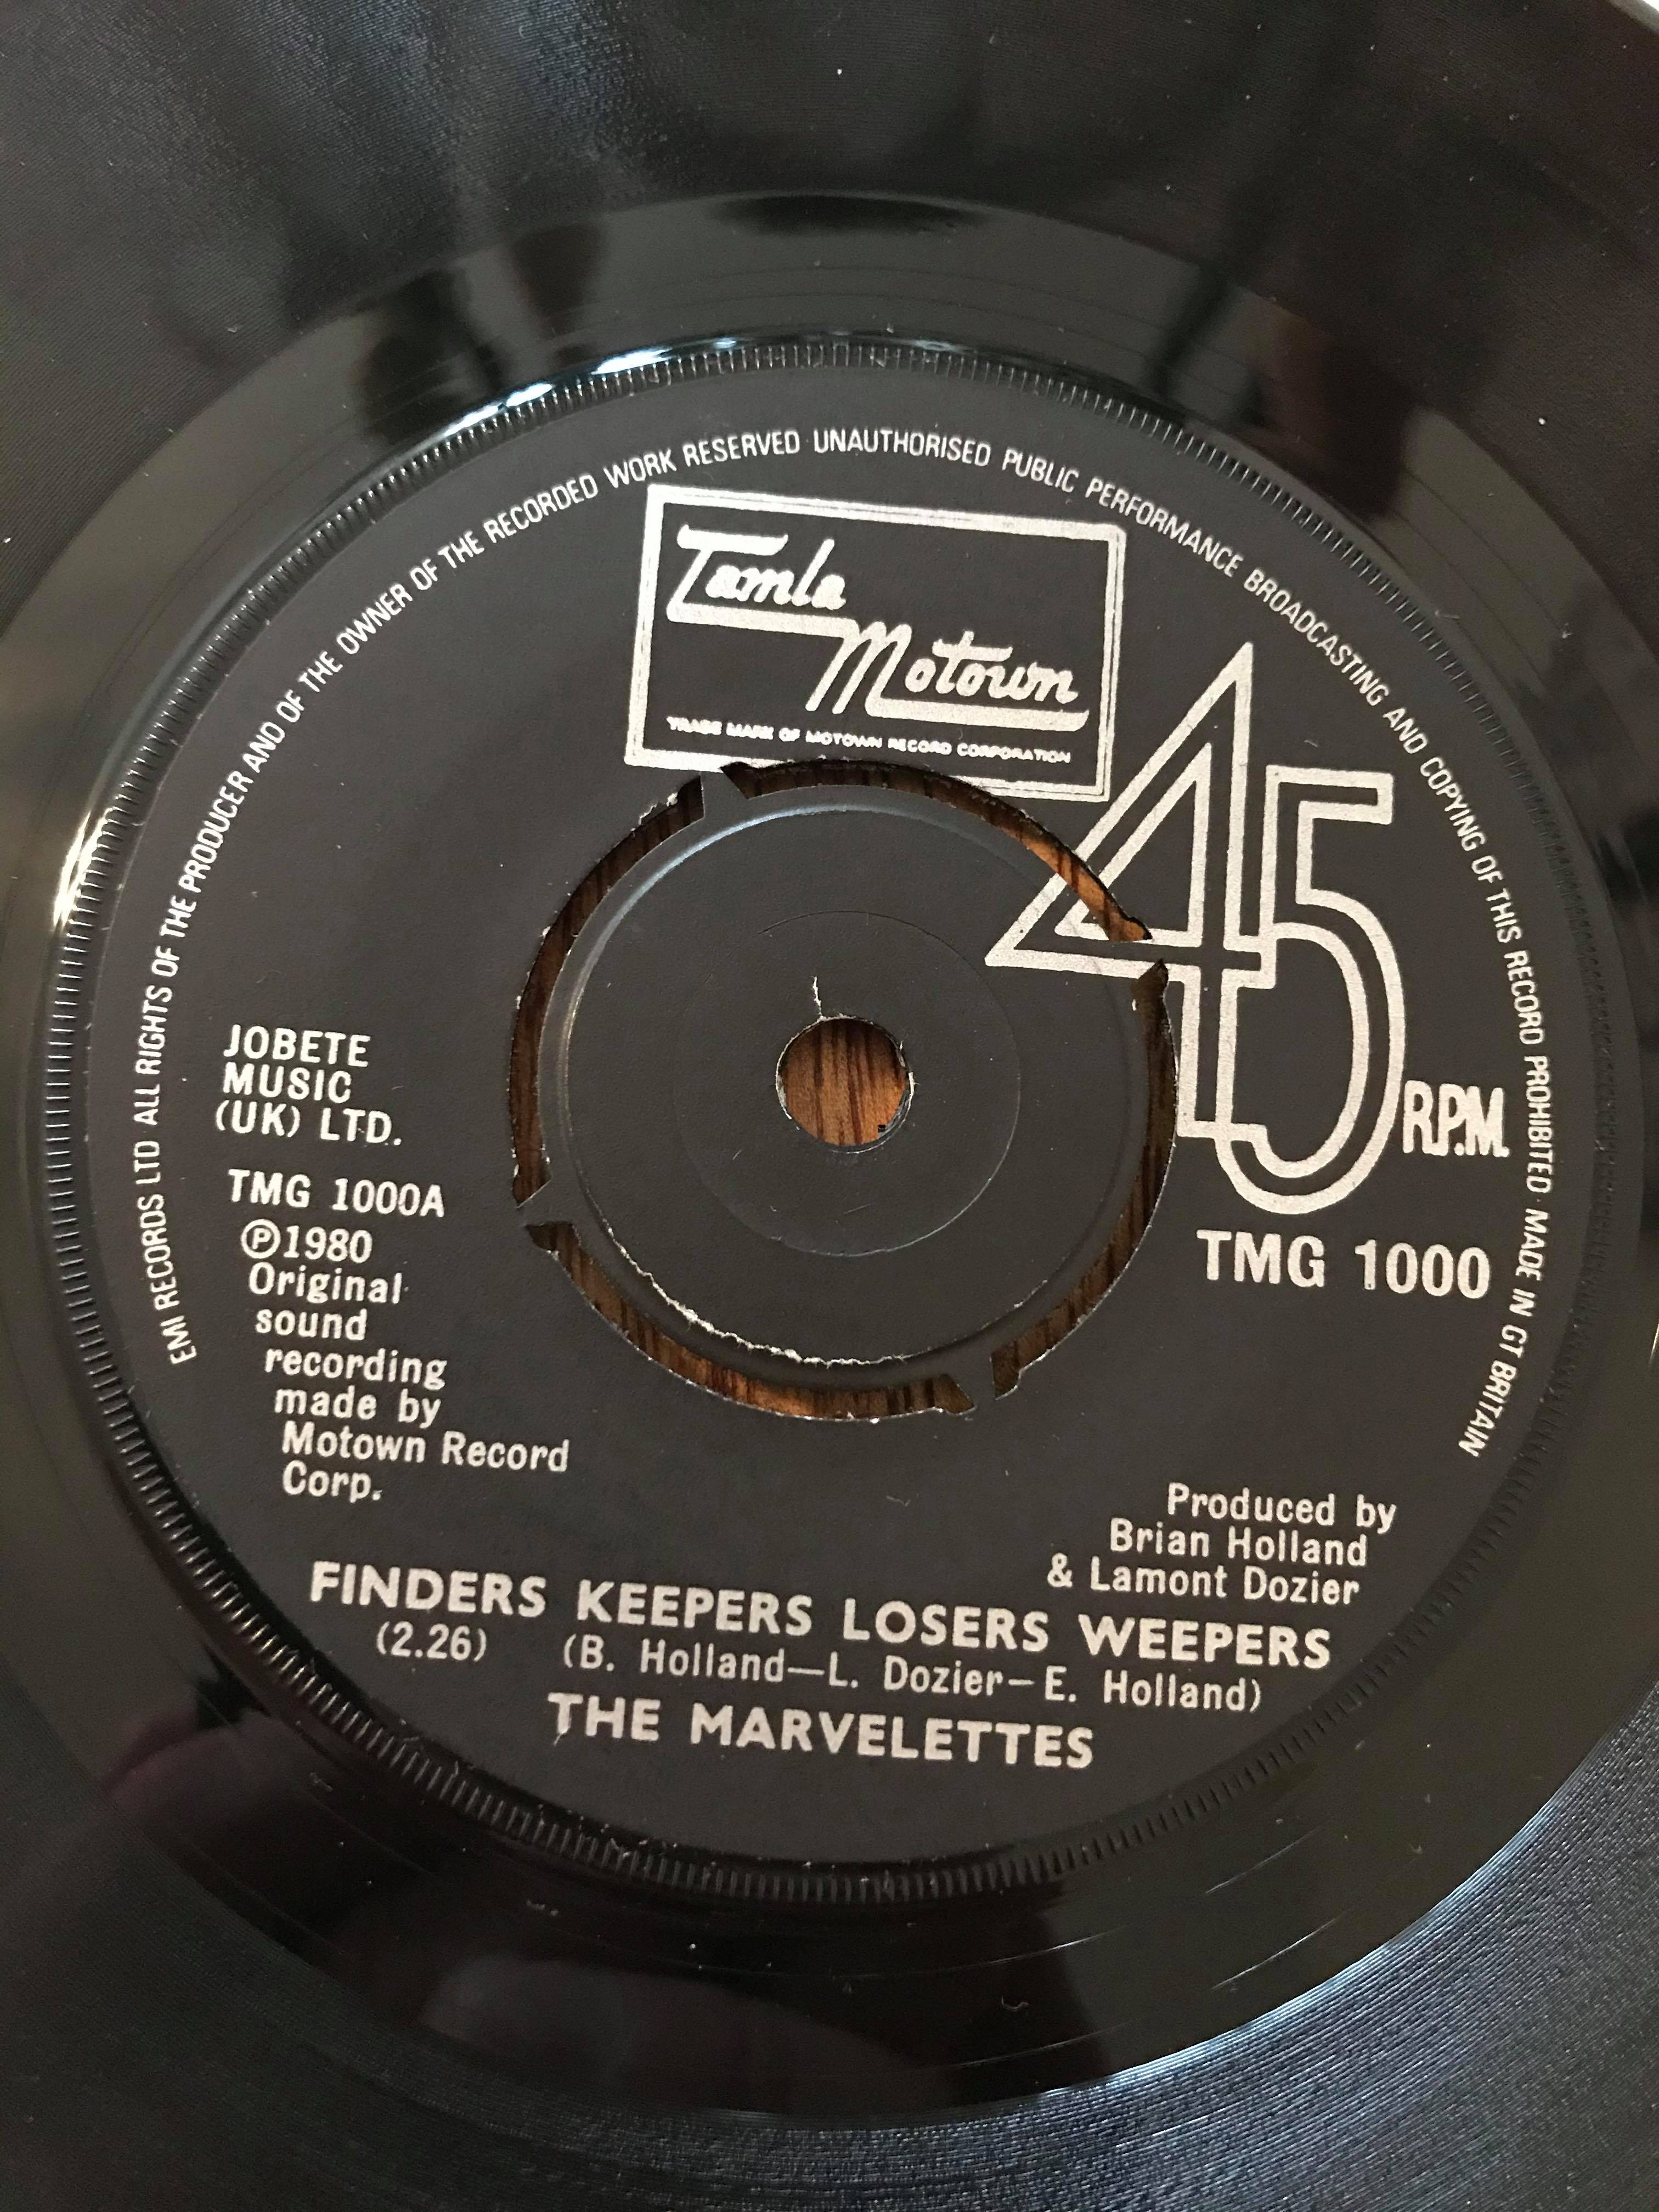 EMI RECORDS LTD ALL RIGHTS OF THE PRODUCER AND OF THE OWNER OF THE RECORDED WORK RESERVED UNAUTHORISED PUBLIC PERFORMANCE BROADCASTING AND COPYING OF THIS RECORD PROHIBITED · MADE IN GT BRITAIN
Tamla
Motown
TRADE MARK OF MOTOWN RECORD CORPORATION
45
R.P.M.
TMG 1000
JOBETE
MUSIC
(UK) LTD.
TMG 1000A
℗1980
Original
sound
recording
made by
Motown Record
Corp.
Produced by
Brian Holland
& Lamont Dozier
FINDERS KEEPERS LOSERS WEEPERS
(2.26) (B. Holland—L. Dozier—E. Holland)
THE MARVELETTES